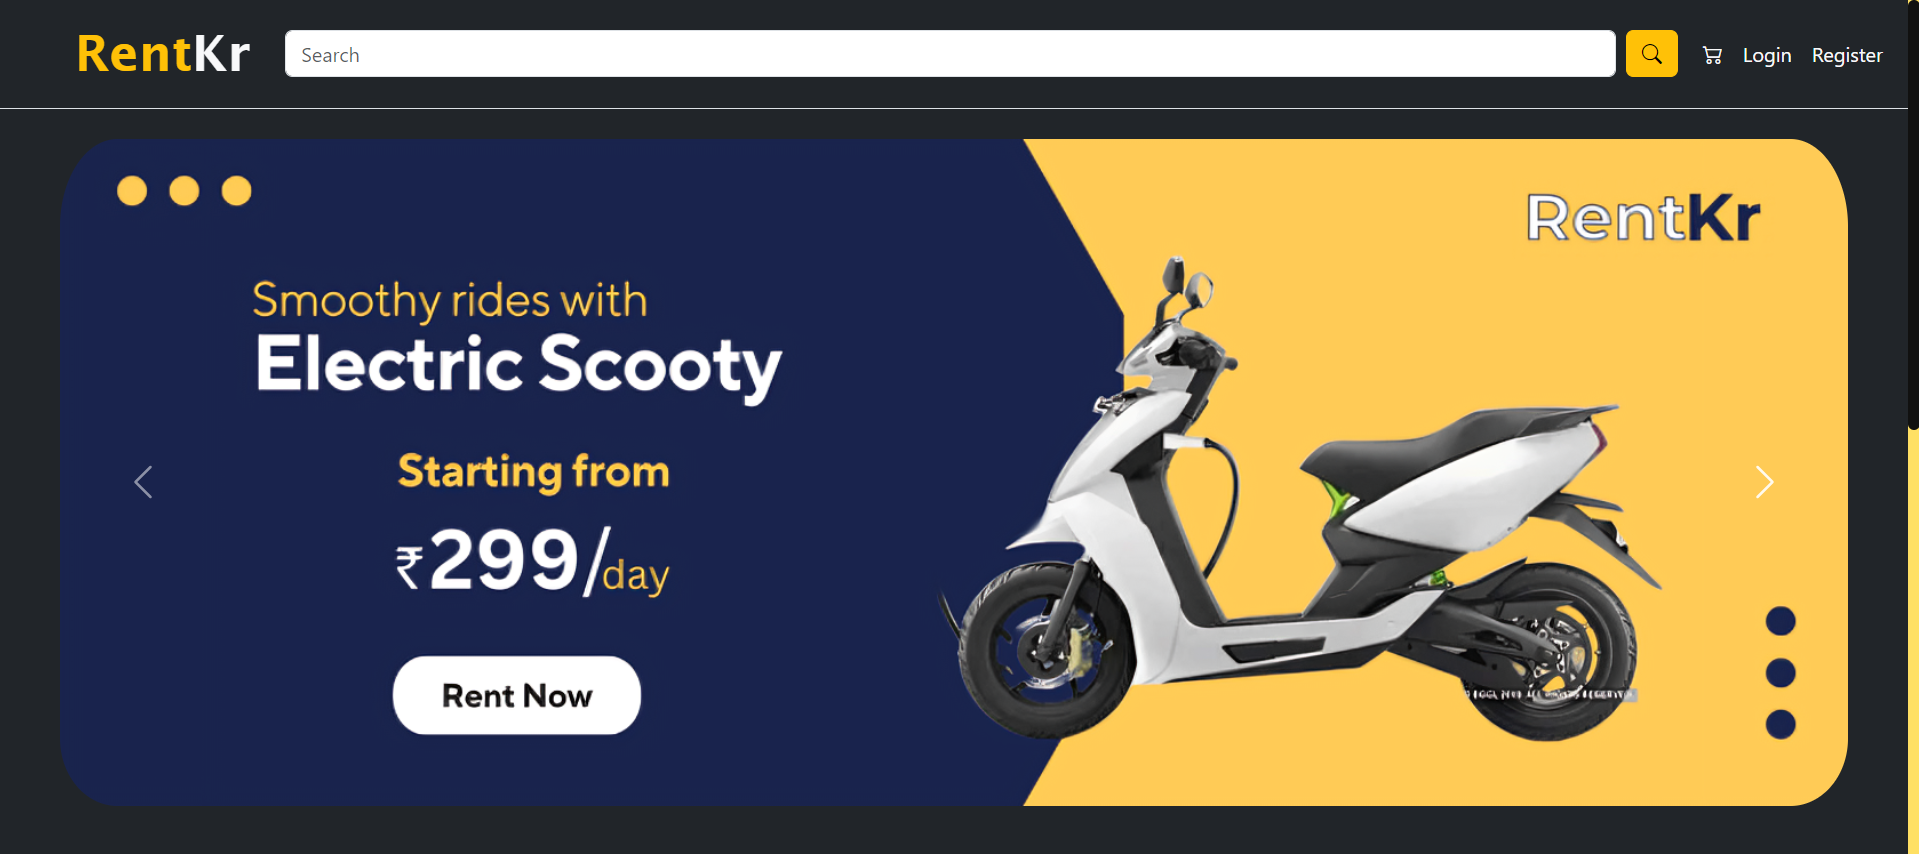 RentKr
Search
Login
Register
RentKr
Smoothy rides with
Electric Scooty
Starting from
₹299/day
Rent Now